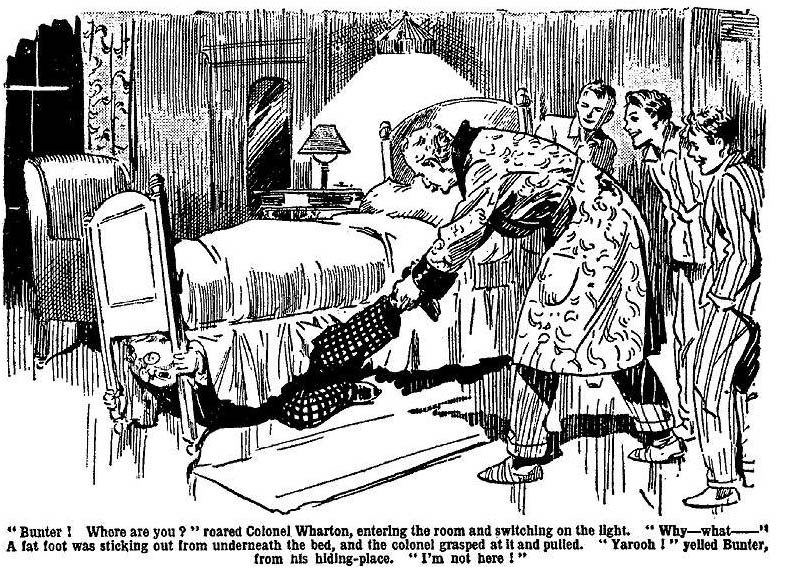 "Bunter! Where are you?" roared Colonel Wharton, entering the room and switching on the light. "Why—what——"
A fat foot was sticking out from underneath the bed, and the colonel grasped at it and pulled. "Yarooh!" yelled Bunter,
from his hiding-place. "I'm not here!"